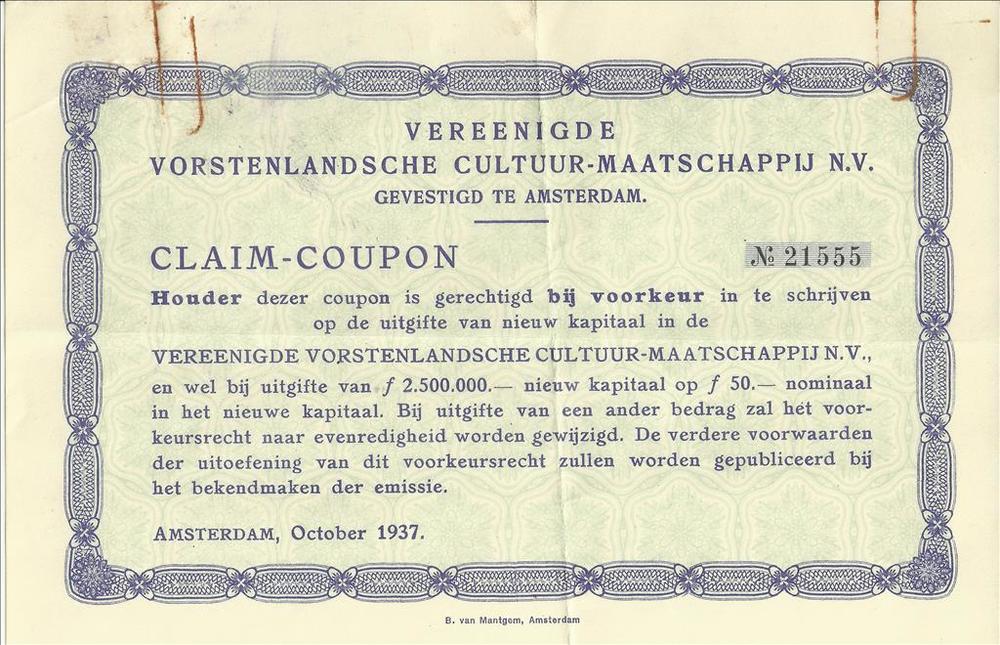 VEREENIGDE
VORSTENLANDSCHE CULTUUR-MAATSCHAPPIJ N.V.
GEVESTIGD TE AMSTERDAM.
CLAIM-COUPON
№ 21555
Houder dezer coupon is gerechtigd bij voorkeur in te schrijven
op de uitgifte van nieuw kapitaal in de
VEREENIGDE VORSTENLANDSCHE CULTUUR-MAATSCHAPPIJ N.V.,
en wel bij uitgifte van ƒ 2.500.000.— nieuw kapitaal op ƒ 50.— nominaal
in het nieuwe kapitaal. Bij uitgifte van een ander bedrag zal het voor-
keursrecht naar evenredigheid worden gewijzigd. De verdere voorwaarden
der uitoefening van dit voorkeursrecht zullen worden gepubliceerd bij
het bekendmaken der emissie.
AMSTERDAM, October 1937.
B. van Mantgem, Amsterdam